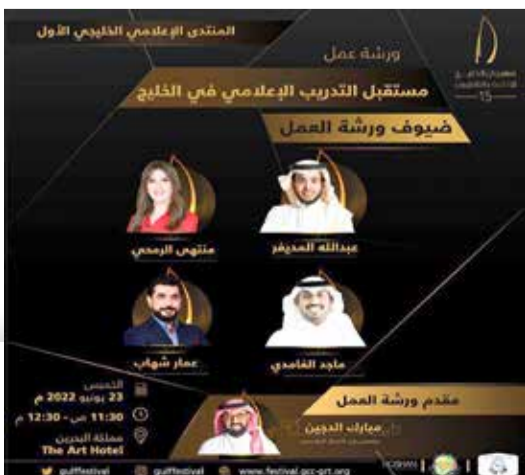 المنتدى الإعلامي الخليجي الأول
ورشة عمل
مستقبل التدريب الإعلامي في الخليج
15
ضيوف ورشة العمل
عبدالله المديفر
منتهى الرمحي
ماجد الغامدي
عمار شهاب
الخميس
23 يونيو 2022 م
11:30 ص - 12:30 م
مملكة البحرين
The Art Hotel
مقدم ورشة العمل
مبارك الدجين
gulffestival
gulffestival
www.festival.gcc-grt.org